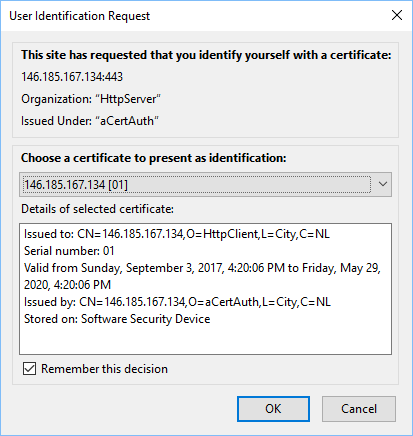 User Identification Request
This site has requested that you identify yourself with a certificate:
146.185.167.134:443
Organization: “HttpServer”
Issued Under: “aCertAuth”
Choose a certificate to present as identification:
146.185.167.134 [01]
Details of selected certificate:
Issued to: CN=146.185.167.134,O=HttpClient,L=City,C=NL
Serial number: 01
Valid from Sunday, September 3, 2017, 4:20:06 PM to Friday, May 29,
2020, 4:20:06 PM
Issued by: CN=146.185.167.134,O=aCertAuth,L=City,C=NL
Stored on: Software Security Device
Remember this decision
OK
Cancel